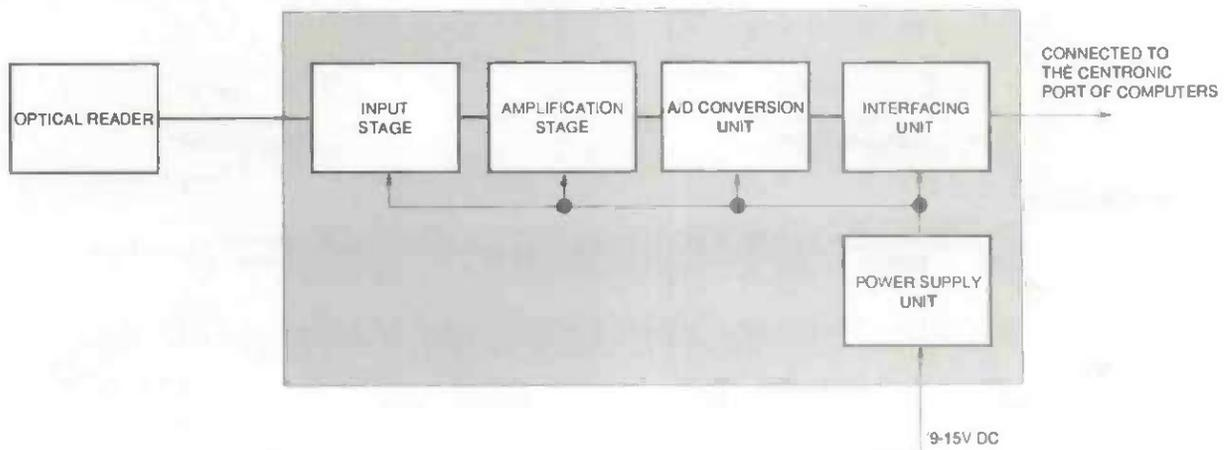 CONNECTED TO
THE CENTRONIC
PORT OF COMPUTERS
OPTICAL READER
INPUT
STAGE
AMPLIFICATION
STAGE
A/D CONVERSION
UNIT
INTERFACING
UNIT
POWER SUPPLY
UNIT
9-15V DC